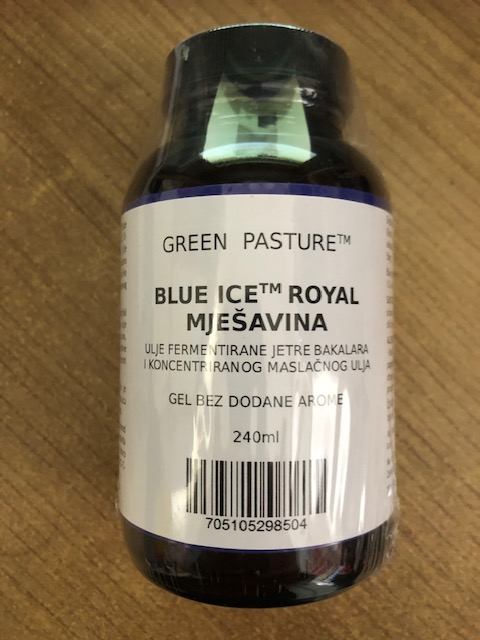 GREEN PASTURE™
BLUE ICE™ ROYAL
MJEŠAVINA
ULJE FERMENTIRANE JETRE BAKALARA
I KONCENTRIRANOG MASLAČNOG ULJA
GEL BEZ DODANE AROME
240ml
705105298504